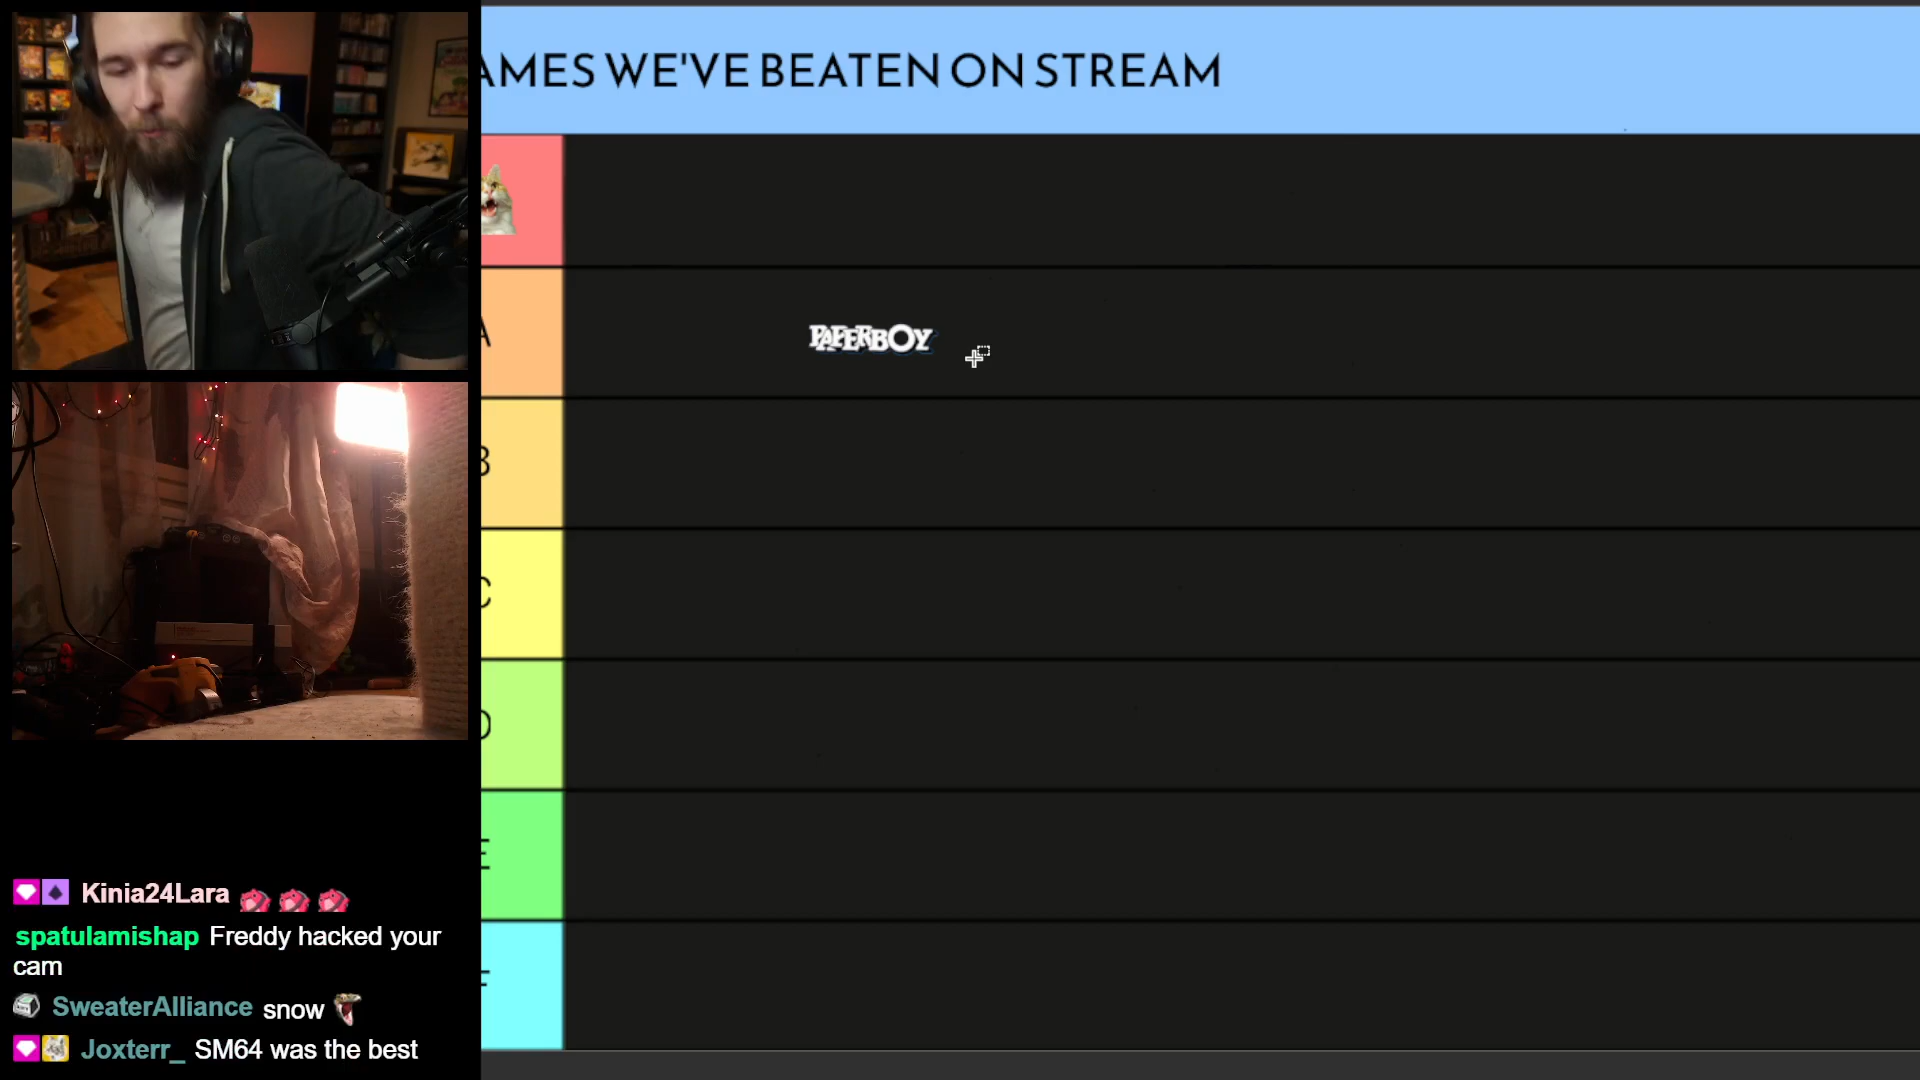 AMES WE'VE BEATEN ON STREAM
A
PAPERBOY
B
C
D
E
F
Kinia24Lara
spatulamishap Freddy hacked your
cam
SweaterAlliance snow
Joxterr_ SM64 was the best